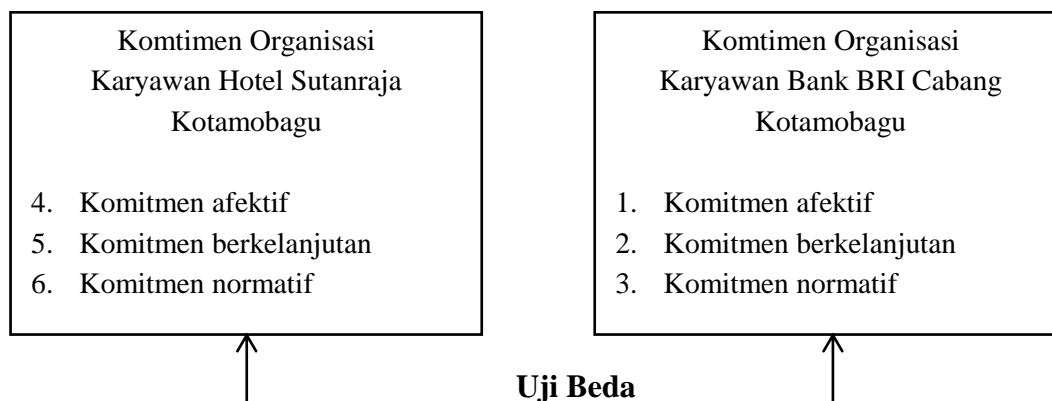 Komtimen Organisasi
Karyawan Hotel Sutanraja
Kotamobagu
4. Komitmen afektif
5. Komitmen berkelanjutan
6. Komitmen normatif
Komtimen Organisasi
Karyawan Bank BRI Cabang
Kotamobagu
1. Komitmen afektif
2. Komitmen berkelanjutan
3. Komitmen normatif
Uji Beda